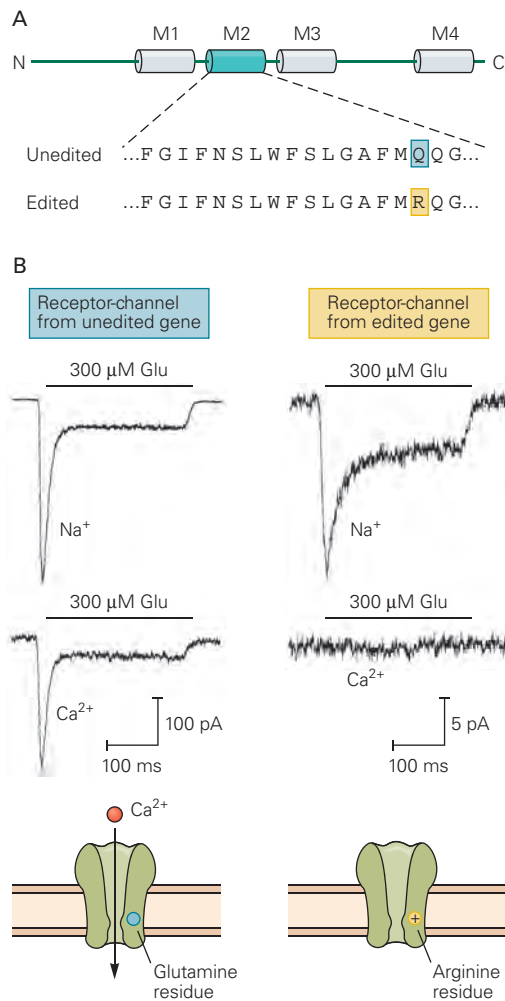 A
M1 M2 M3 M4
N C
Unedited ...F G I F N S L W F S L G A F M Q Q G...
Edited ...F G I F N S L W F S L G A F M R Q G...
B
Receptor-channel
from unedited gene
Receptor-channel
from edited gene
300 μM Glu
300 μM Glu
Na⁺
Na⁺
300 μM Glu
300 μM Glu
Ca²⁺
Ca²⁺
100 pA
100 ms
5 pA
100 ms
Ca²⁺
+
Glutamine
residue
Arginine
residue